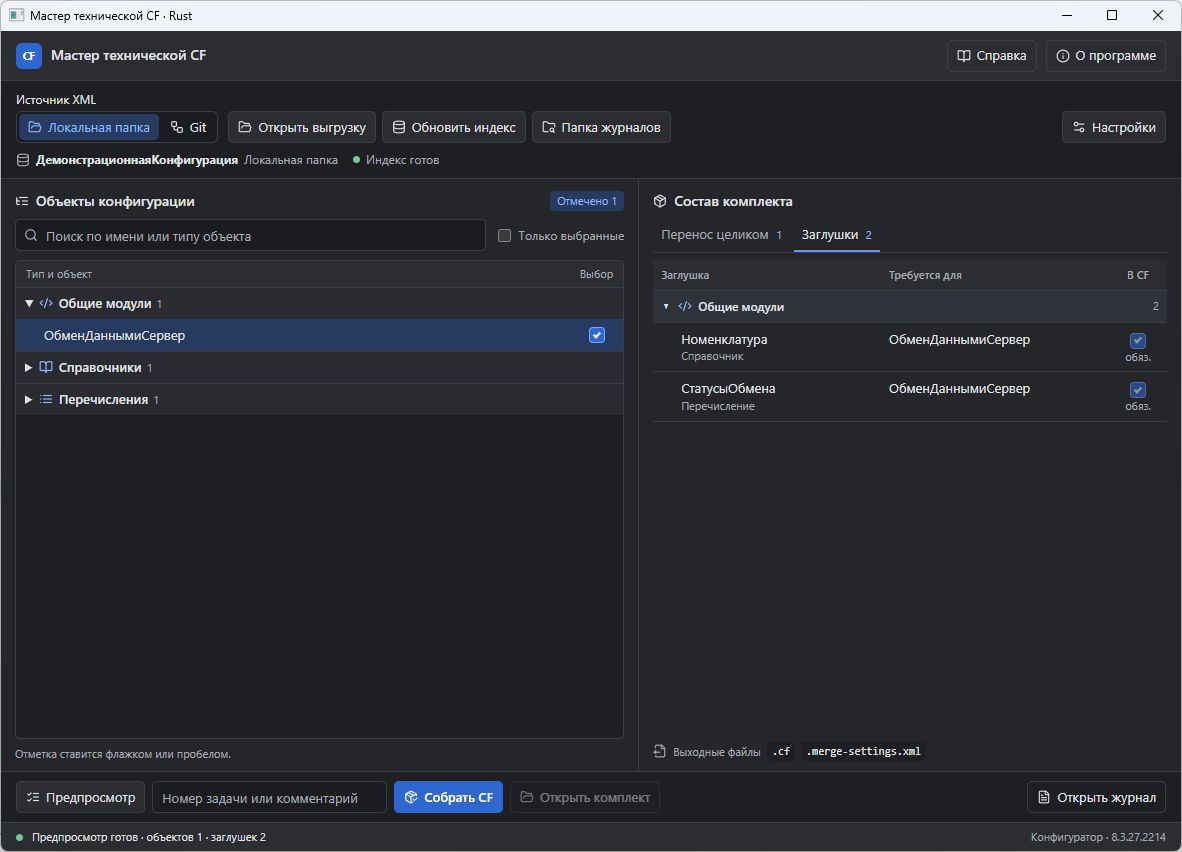 Мастер технической CF · Rust
CF Мастер технической CF Справка О программе
Источник XML
Локальная папка Git Открыть выгрузку Обновить индекс Папка журналов Настройки
ДемонстрационнаяКонфигурация Локальная папка Индекс готов
Объекты конфигурации Отмечено 1
Поиск по имени или типу объекта Только выбранные
Тип и объект Выбор
Общие модули 1
ОбменДаннымиСервер
Справочники 1
Перечисления 1
Отметка ставится флажком или пробелом.
Состав комплекта
Перенос целиком 1 Заглушки 2
Заглушка Требуется для В CF
Общие модули 2
Номенклатура ОбменДаннымиСервер
Справочник обяз.
СтатусыОбмена ОбменДаннымиСервер
Перечисление обяз.
Выходные файлы .cf .merge-settings.xml
Предпросмотр Номер задачи или комментарий Собрать CF Открыть комплект Открыть журнал
Предпросмотр готов · объектов 1 · заглушек 2 Конфигуратор · 8.3.27.2214